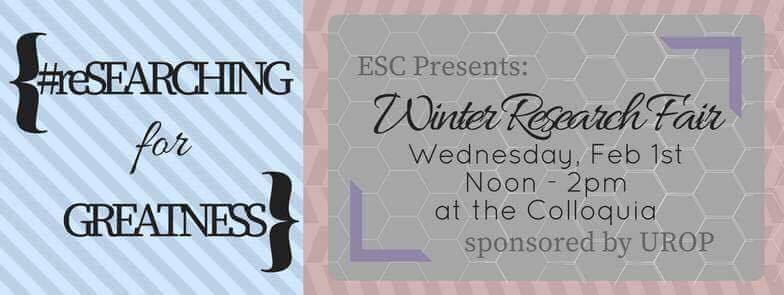 {#reSEARCHING
for
GREATNESS}
ESC Presents:
Winter Research Fair
Wednesday, Feb 1st
Noon - 2pm
at the Colloquia
sponsored by UROP